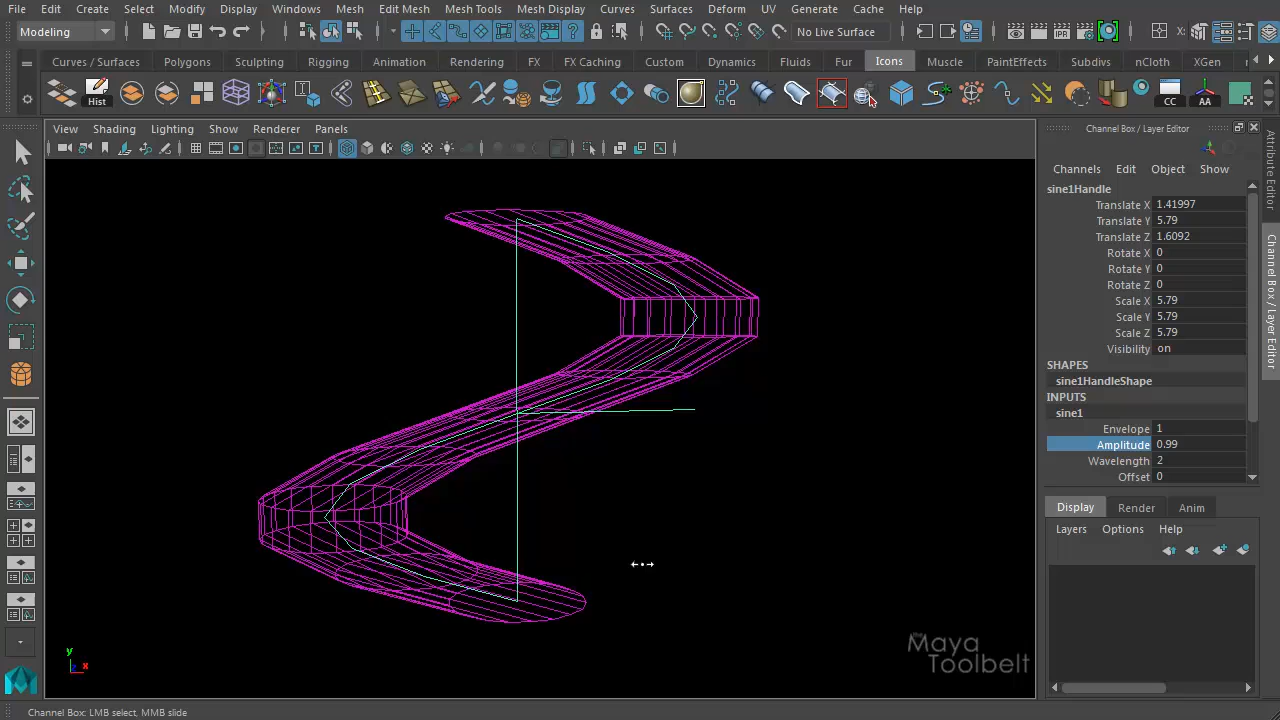 File Edit Create Select Modify Display Windows Mesh Edit Mesh Mesh Tools Mesh Display Curves Surfaces Deform UV Generate Cache Help
Modeling No Live Surface
Curves / Surfaces Polygons Sculpting Rigging Animation Rendering FX FX Caching Custom Dynamics Fluids Fur Icons Muscle PaintEffects Subdivs nCloth XGen
Hist CC AA
View Shading Lighting Show Renderer Panels
Channel Box / Layer Editor
Channels Edit Object Show
sine1Handle
Translate X 1.41997
Translate Y 5.79
Translate Z 1.6092
Rotate X 0
Rotate Y 0
Rotate Z 0
Scale X 5.79
Scale Y 5.79
Scale Z 5.79
Visibility on
SHAPES
sine1HandleShape
INPUTS
sine1
Envelope 1
Amplitude 0.99
Wavelength 2
Offset 0
Display Render Anim
Layers Options Help
Attribute Editor
Channel Box / Layer Editor
y
z x
the Maya
Toolbelt
Channel Box: LMB select, MMB slide